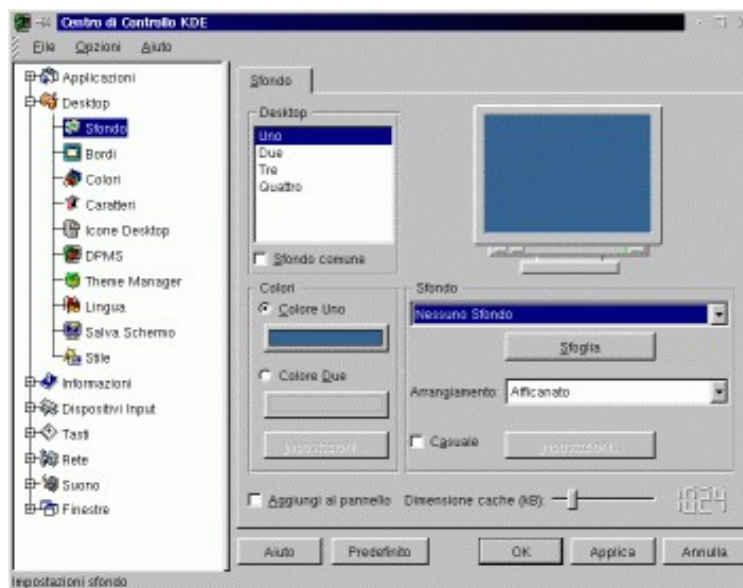 Centro di Controllo KDE
File Opzioni Aiuto
Applicazioni
Desktop
Sfondo
Bordi
Colori
Caratteri
Icone Desktop
DPMS
Theme Manager
Lingua
Salva Schermo
Stile
Informazioni
Dispositivi Input
Tasti
Rete
Suono
Finestre
Sfondo
Desktop
Uno
Due
Tre
Quattro
Sfondo comune
Colori
Colore Uno
Colore Due
Impostazioni...
Sfondo
Nessuno Sfondo
Sfoglia
Arrangiamento: Afficanato
Casuale Impostazioni...
Aggiungi al pannello Dimensione cache (kB): 1024
Aiuto Predefinito OK Applica Annulla
Impostazioni sfondo